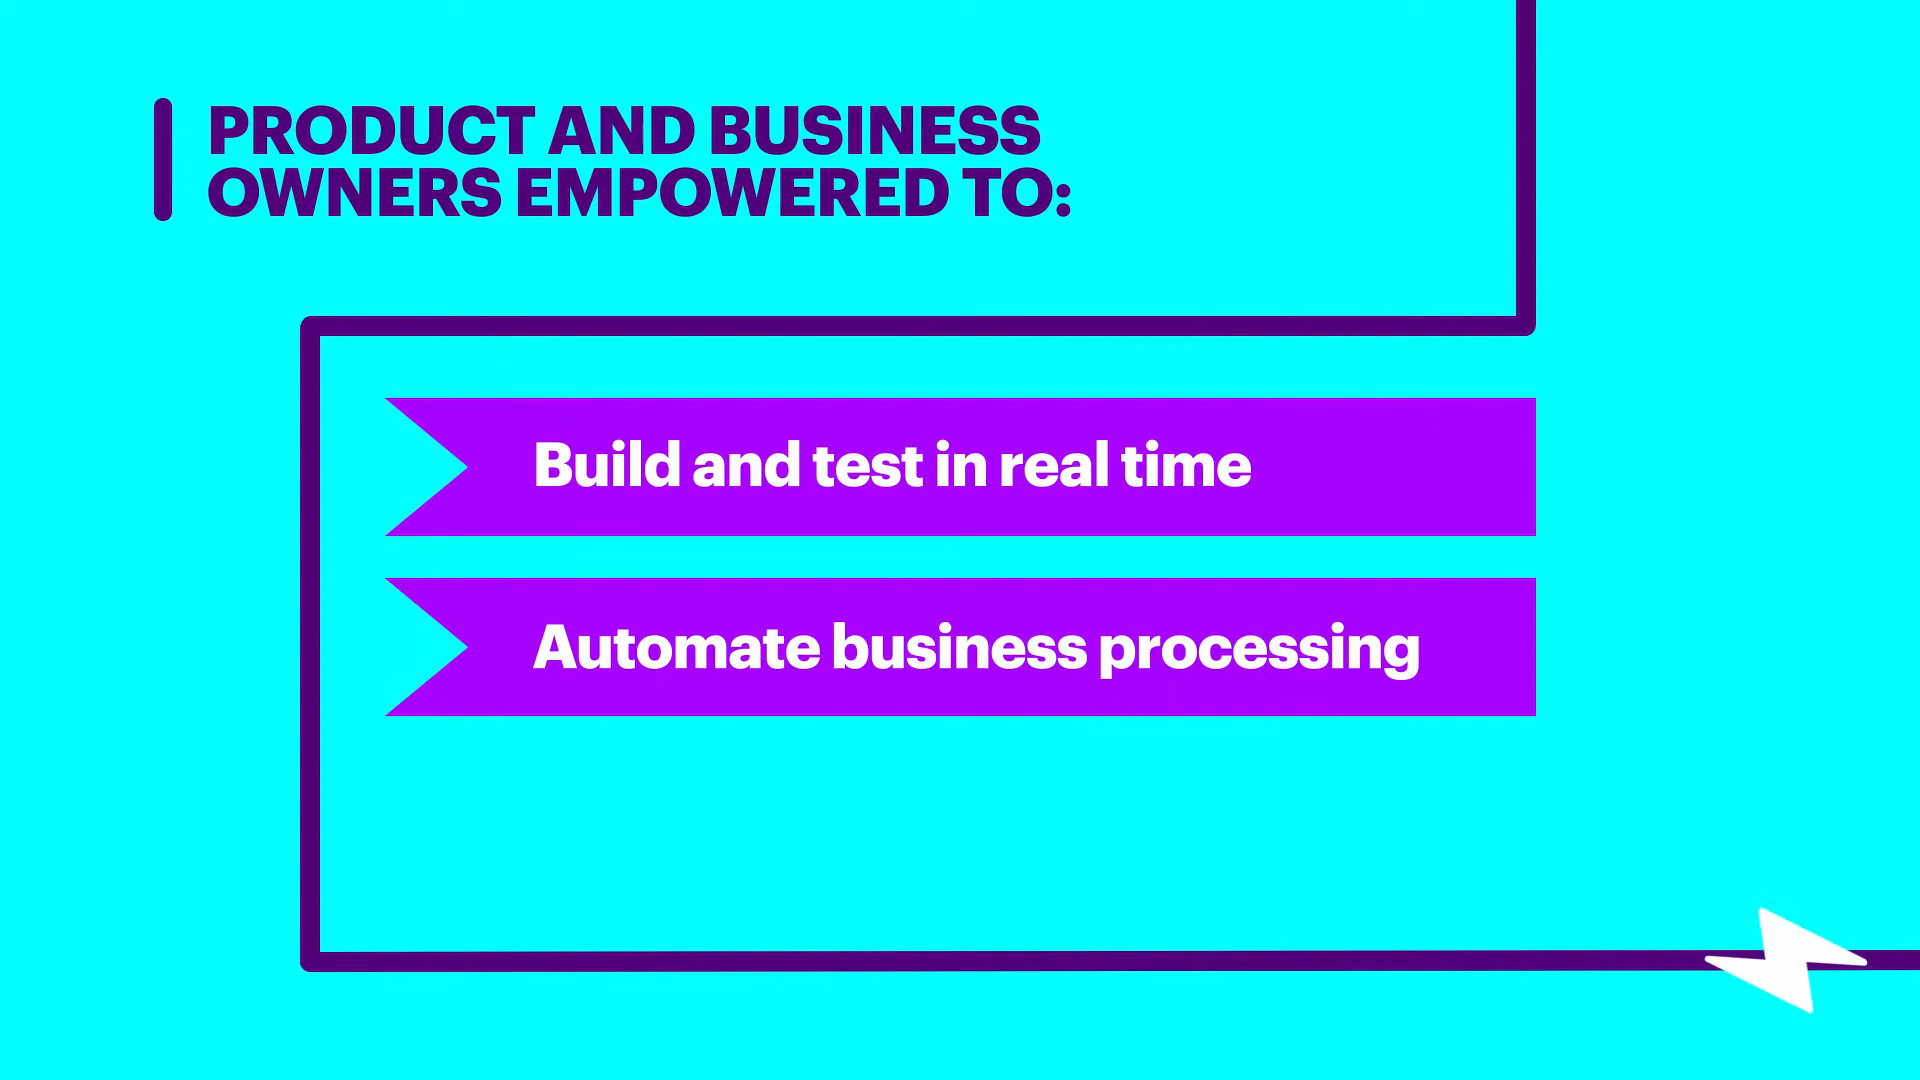 PRODUCT AND BUSINESS
OWNERS EMPOWERED TO:
Build and test in real time
Automate business processing